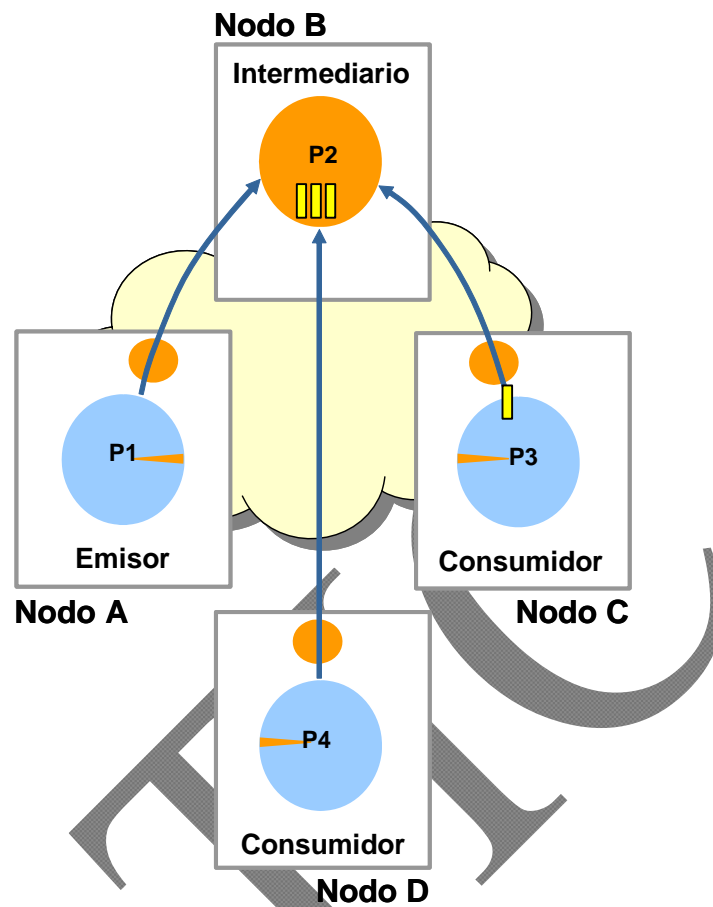 Nodo B
Intermediario
P2
P1
Emisor
Nodo A
P3
Consumidor
Nodo C
P4
Consumidor
Nodo D